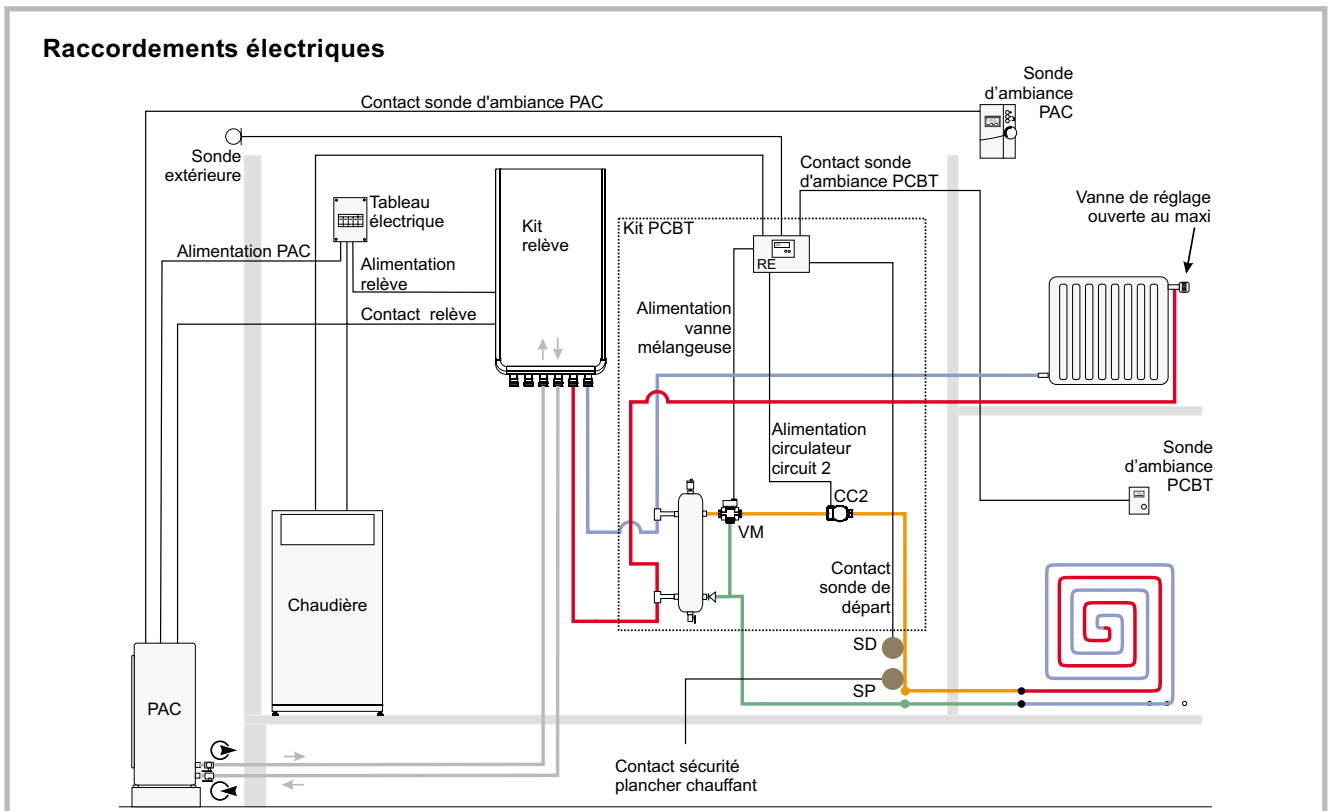 Raccordements électriques
Sonde
d'ambiance
PAC
Contact sonde d'ambiance PAC
Sonde
extérieure
Contact sonde
d'ambiance PCBT
Vanne de réglage
ouverte au maxi
Tableau
électrique
Kit
relève
Kit PCBT
Alimentation PAC
Alimentation
relève
RE
Contact relève
Alimentation
vanne
mélangeuse
Alimentation
circulateur
circuit 2
Sonde
d'ambiance
PCBT
CC2
VM
Contact
sonde de
départ
Chaudière
SD
SP
PAC
Contact sécurité
plancher chauffant